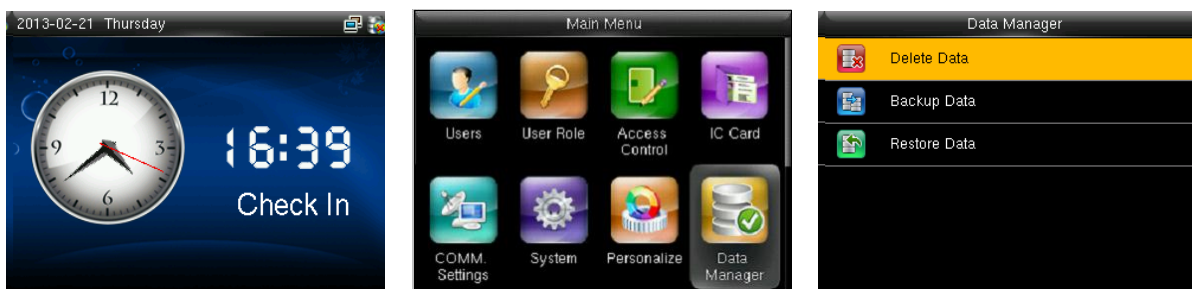 2013-02-21 Thursday
12
9
3
6
16:39
Check In
Main Menu
Users
User Role
Access
Control
IC Card
COMM.
Settings
System
Personalize
Data
Manager
Data Manager
Delete Data
Backup Data
Restore Data